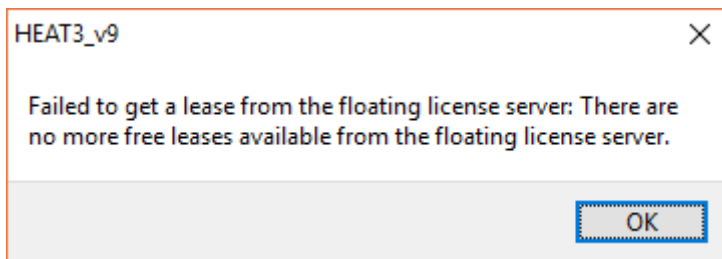 HEAT3_v9
Failed to get a lease from the floating license server: There are
no more free leases available from the floating license server.
OK